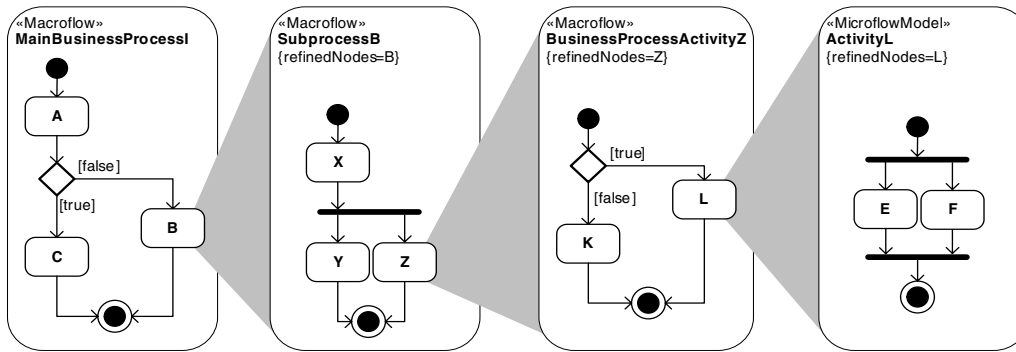 «Macroflow»
MainBusinessProcessI
A
[false]
[true]
B
C
«Macroflow»
SubprocessB
{refinedNodes=B}
X
Y
Z
«Macroflow»
BusinessProcessActivityZ
{refinedNodes=Z}
[true]
[false]
L
K
«MicroflowModel»
ActivityL
{refinedNodes=L}
E
F